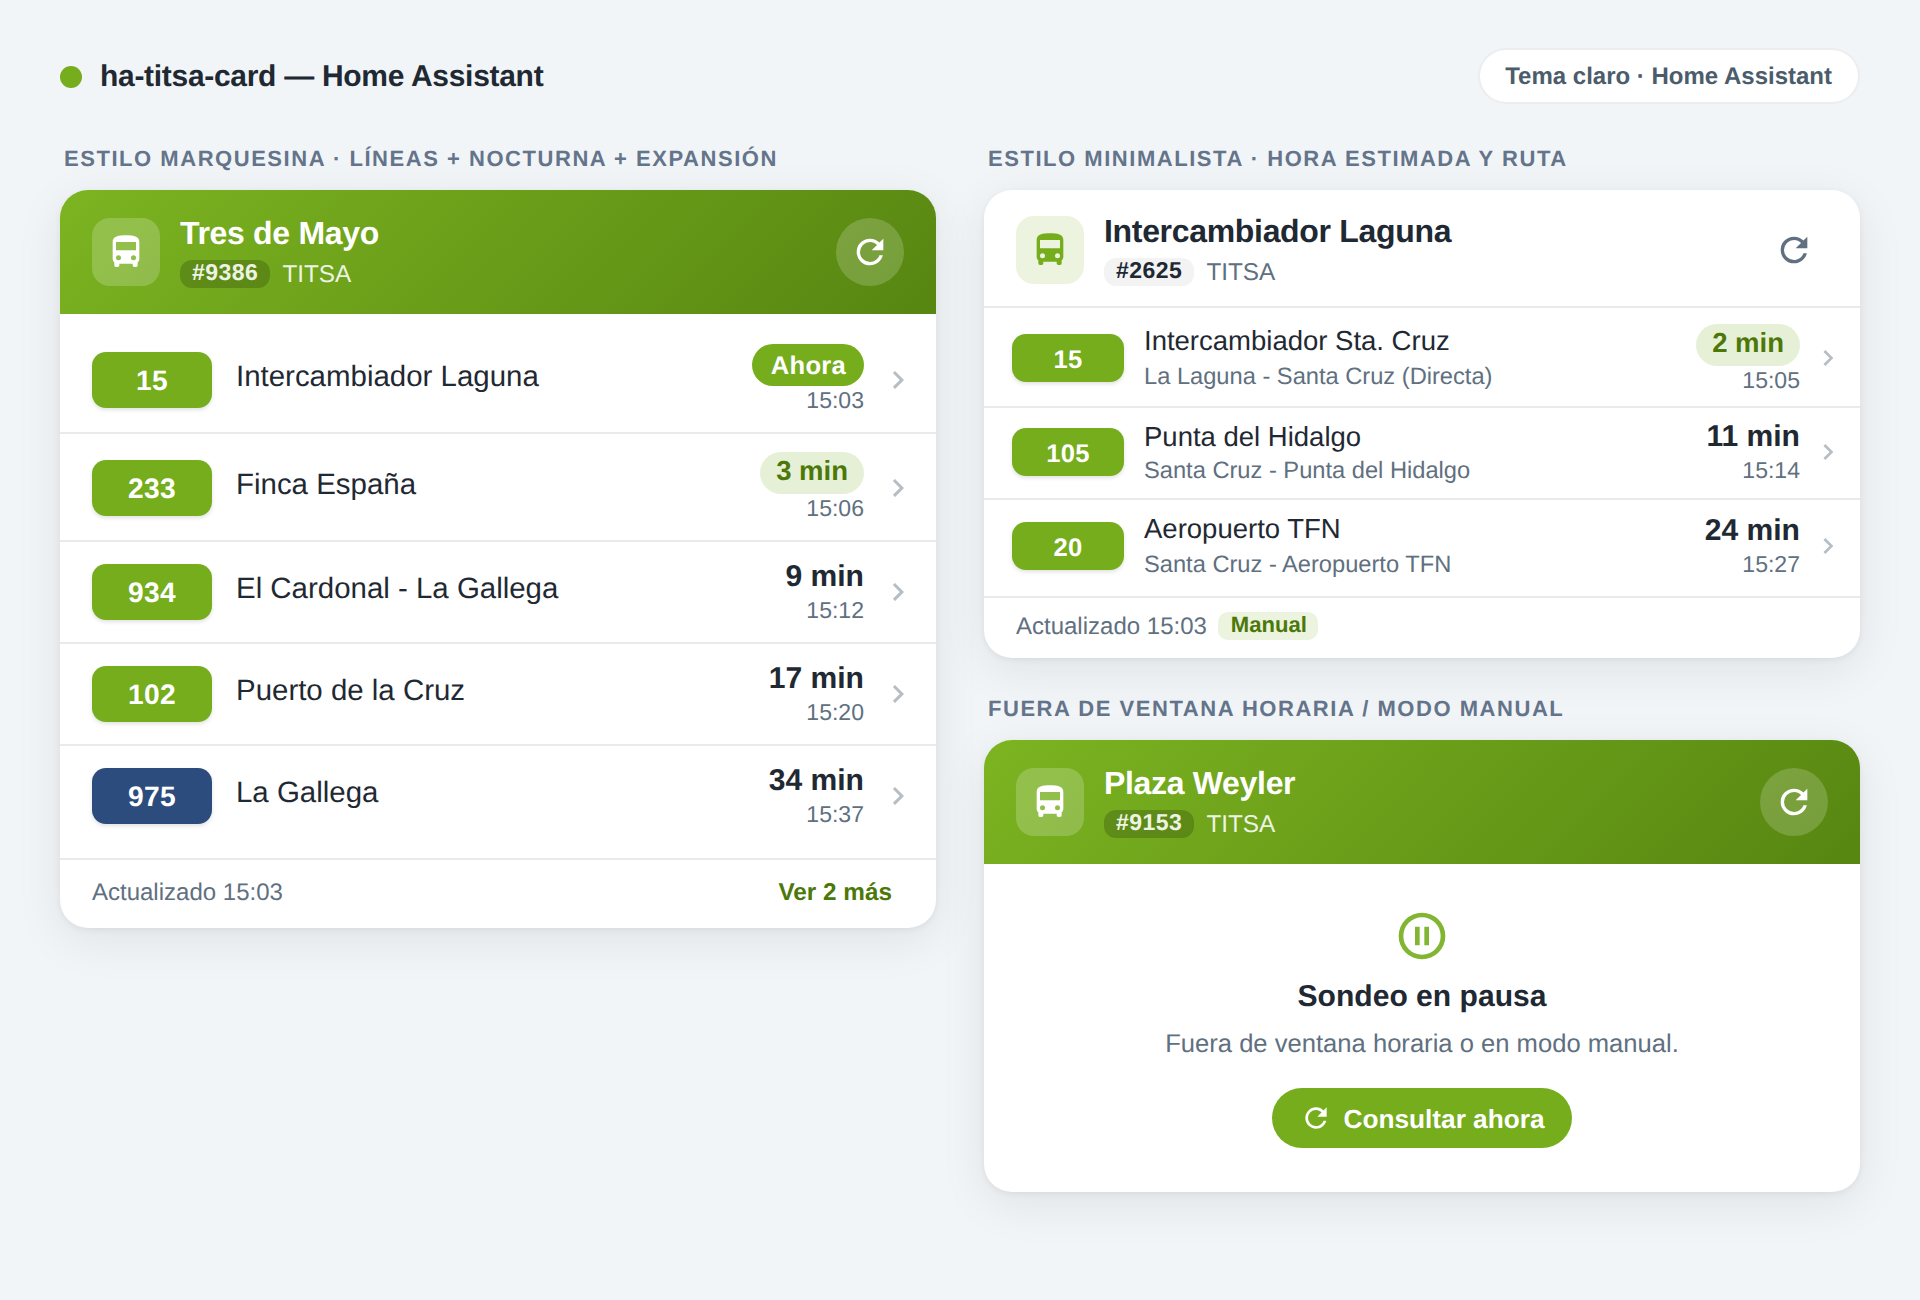 ha-titsa-card — Home Assistant
Tema claro · Home Assistant
ESTILO MARQUESINA · LÍNEAS + NOCTURNA + EXPANSIÓN
Tres de Mayo
#9386 TITSA
15 Intercambiador Laguna Ahora
15:03
233 Finca España 3 min
15:06
934 El Cardonal - La Gallega 9 min
15:12
102 Puerto de la Cruz 17 min
15:20
975 La Gallega 34 min
15:37
Actualizado 15:03 Ver 2 más
ESTILO MINIMALISTA · HORA ESTIMADA Y RUTA
Intercambiador Laguna
#2625 TITSA
15 Intercambiador Sta. Cruz 2 min
La Laguna - Santa Cruz (Directa) 15:05
105 Punta del Hidalgo 11 min
Santa Cruz - Punta del Hidalgo 15:14
20 Aeropuerto TFN 24 min
Santa Cruz - Aeropuerto TFN 15:27
Actualizado 15:03 Manual
FUERA DE VENTANA HORARIA / MODO MANUAL
Plaza Weyler
#9153 TITSA
Sondeo en pausa
Fuera de ventana horaria o en modo manual.
Consultar ahora